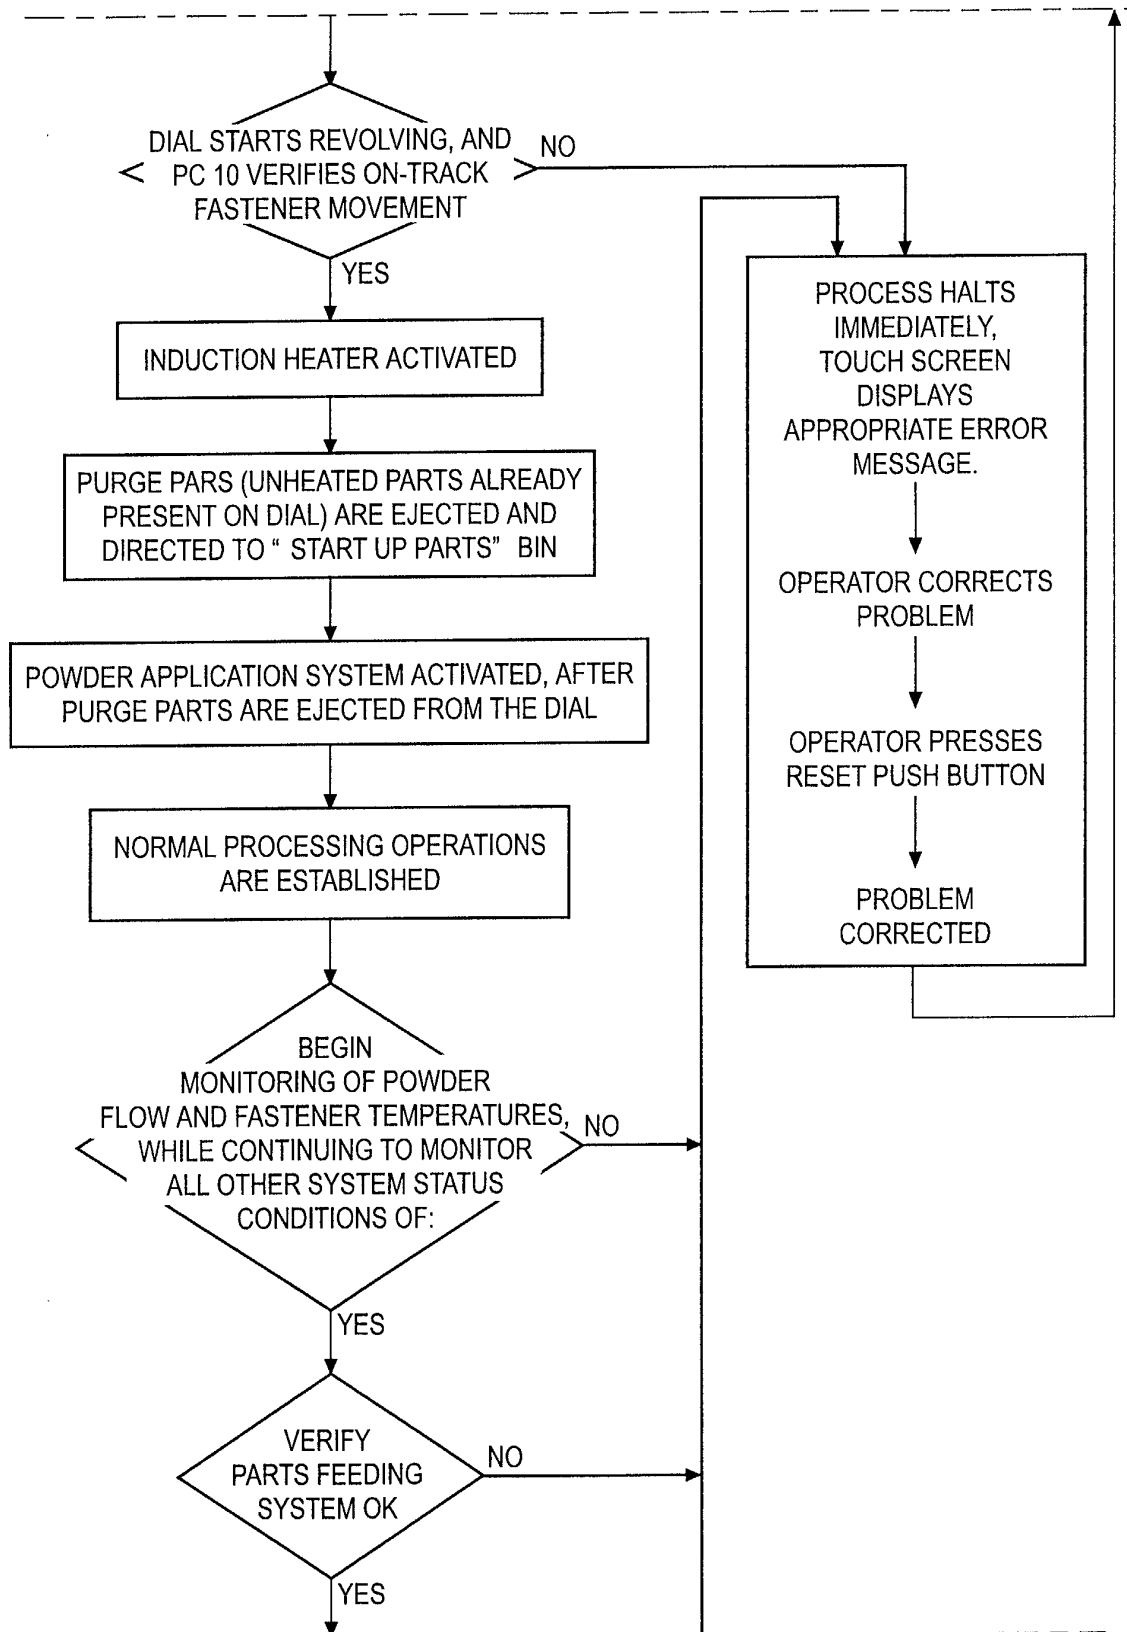 DIAL STARTS REVOLVING, AND
PC 10 VERIFIES ON-TRACK
FASTENER MOVEMENT
NO
YES
INDUCTION HEATER ACTIVATED
PURGE PARS (UNHEATED PARTS ALREADY
PRESENT ON DIAL) ARE EJECTED AND
DIRECTED TO “ START UP PARTS” BIN
POWDER APPLICATION SYSTEM ACTIVATED, AFTER
PURGE PARTS ARE EJECTED FROM THE DIAL
NORMAL PROCESSING OPERATIONS
ARE ESTABLISHED
BEGIN
MONITORING OF POWDER
FLOW AND FASTENER TEMPERATURES,
WHILE CONTINUING TO MONITOR
ALL OTHER SYSTEM STATUS
CONDITIONS OF:
NO
YES
VERIFY
PARTS FEEDING
SYSTEM OK
NO
YES
PROCESS HALTS
IMMEDIATELY,
TOUCH SCREEN
DISPLAYS
APPROPRIATE ERROR
MESSAGE.
OPERATOR CORRECTS
PROBLEM
OPERATOR PRESSES
RESET PUSH BUTTON
PROBLEM
CORRECTED